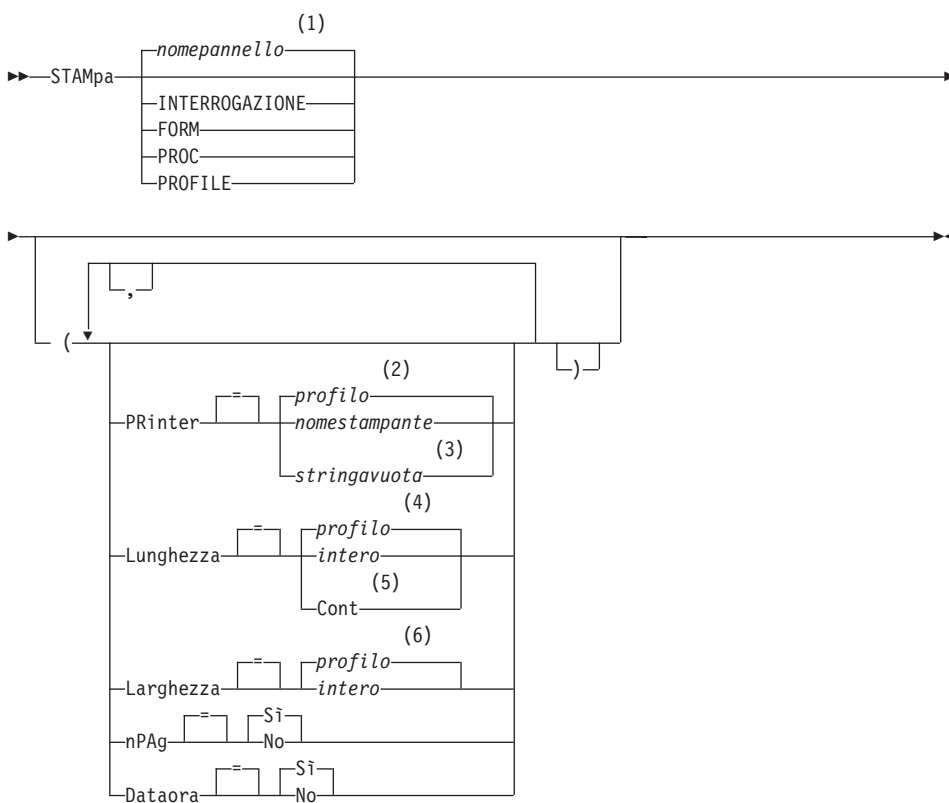 (1)
nomepannello
STAMpa
INTERROGAZIONE
FORM
PROC
PROFILE
,
(
)
(2)
= profilo
PRinter nomestampante
(3)
stringavuota
(4)
= profilo
Lunghezza intero
(5)
Cont
(6)
= profilo
Larghezza intero
= Sì
nPAg No
= Sì
Dataora No